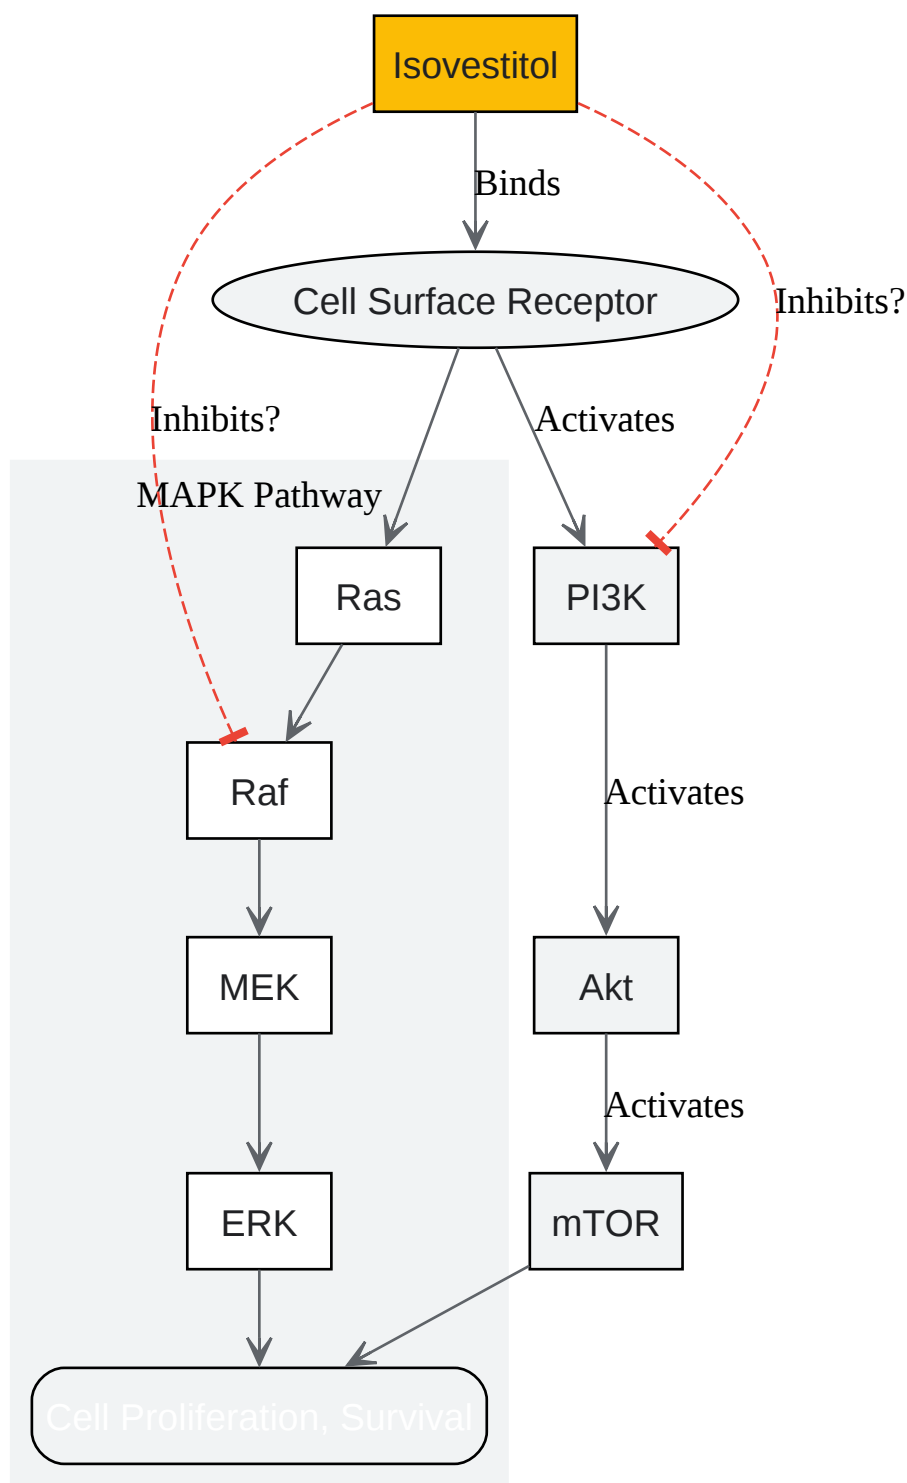 Isovestitol
Binds
Cell Surface Receptor
Inhibits?
Inhibits?
Activates
MAPK Pathway
Ras
PI3K
Raf
Activates
MEK
Akt
Activates
ERK
mTOR
Cell Proliferation, Survival